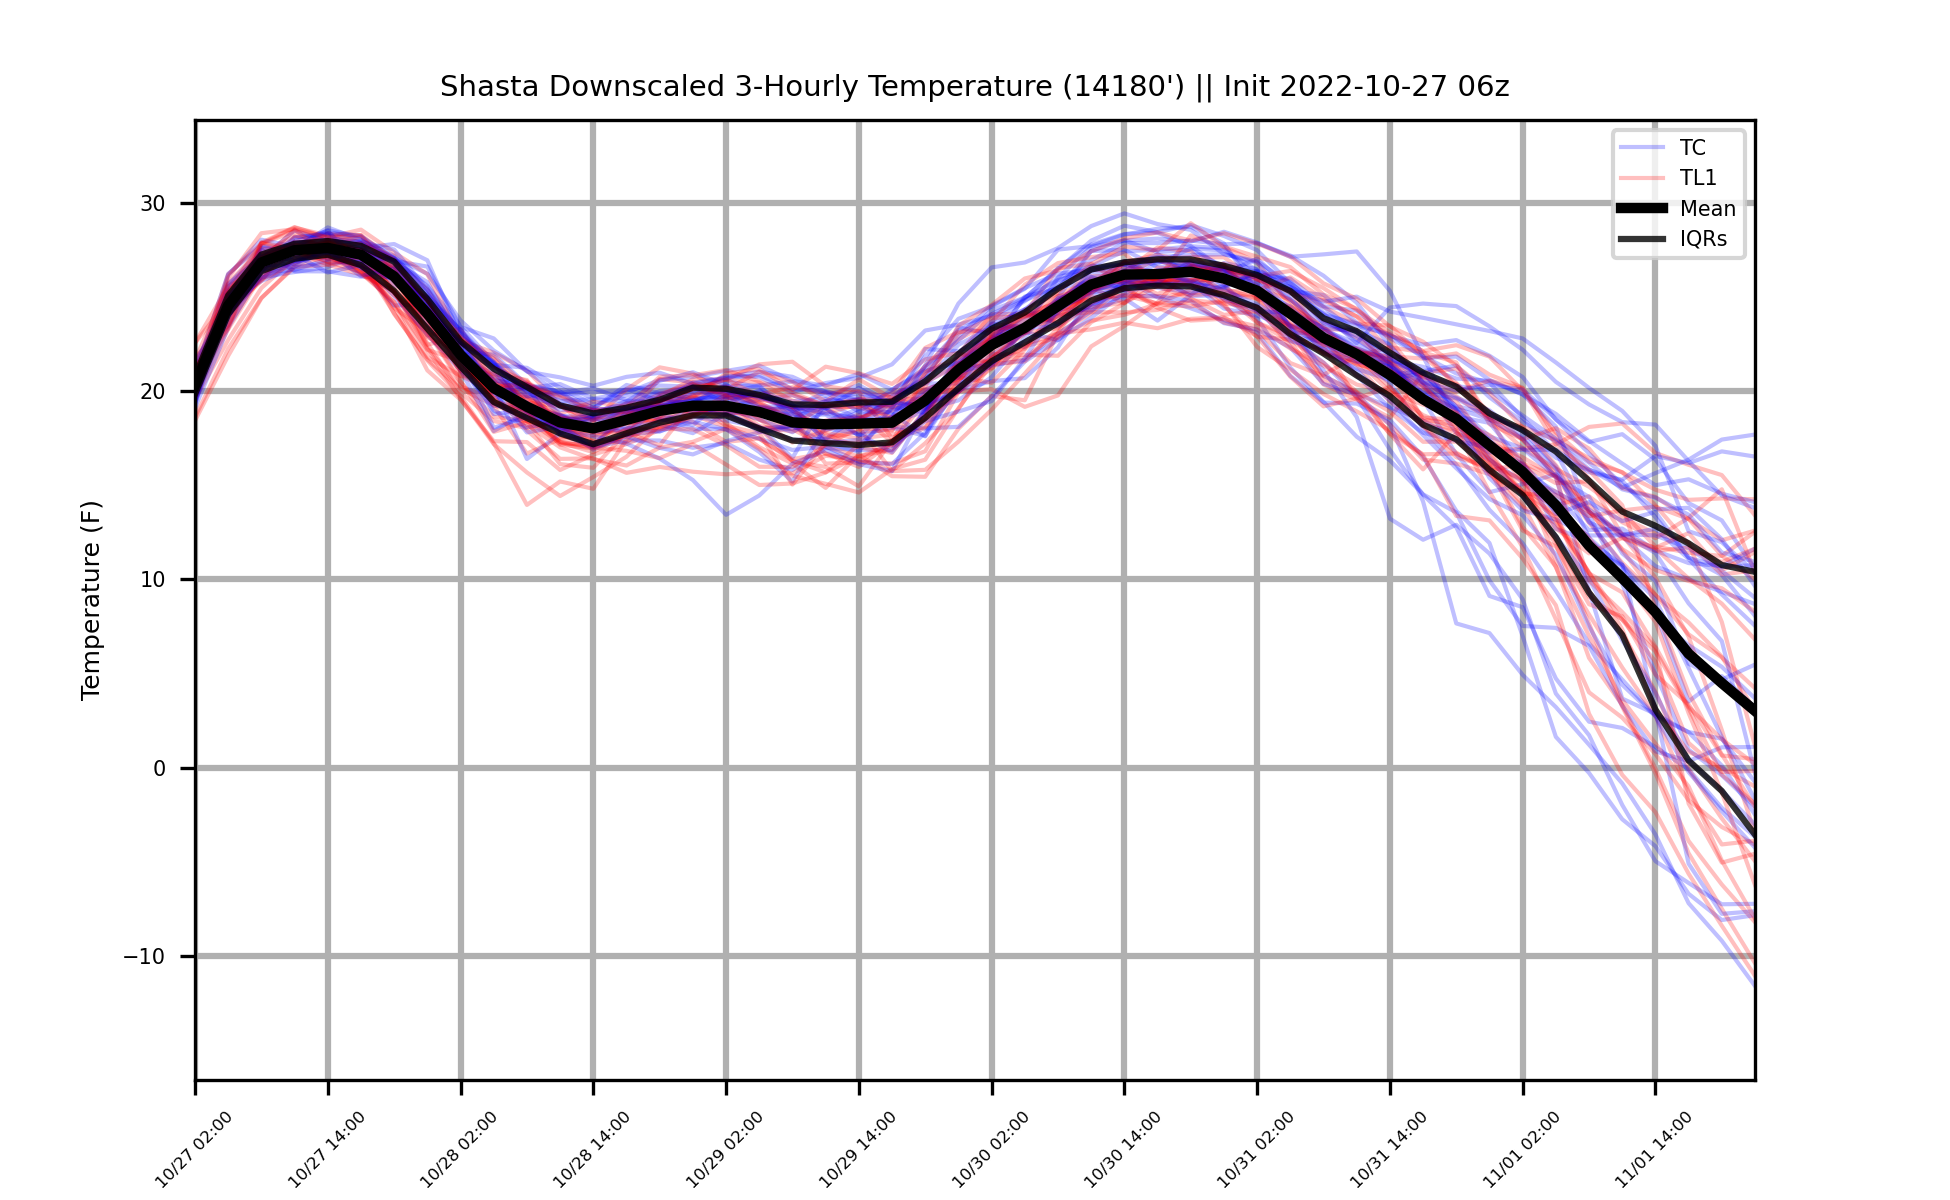 Shasta Downscaled 3-Hourly Temperature (14180') || Init 2022-10-27 06z
TC
TL1
Mean
IQRs
Temperature (F)
30
20
10
0
−10
10/27 02:00
10/27 14:00
10/28 02:00
10/28 14:00
10/29 02:00
10/29 14:00
10/30 02:00
10/30 14:00
10/31 02:00
10/31 14:00
11/01 02:00
11/01 14:00